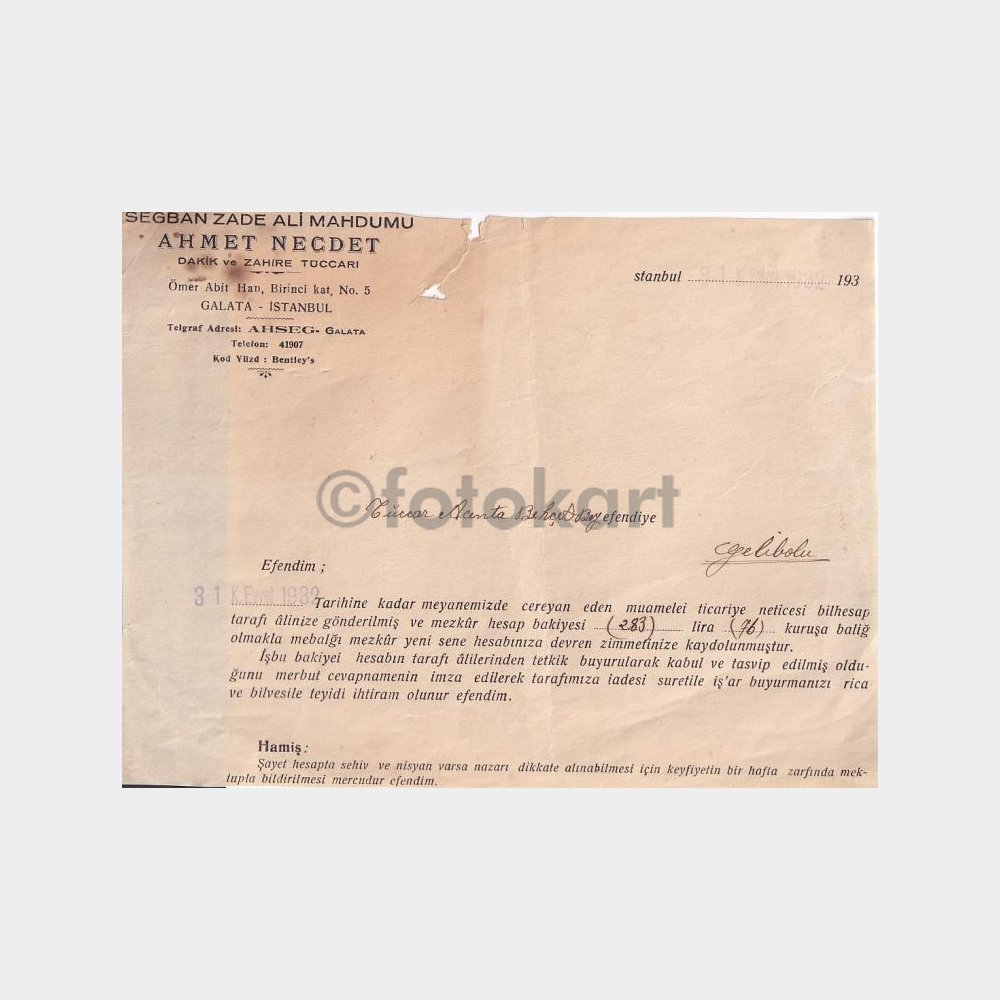 SEGBAN ZADE ALİ MAHDUMU
AHMET NECDET
DAKİK ve ZAHİRE TÜCCARI
Ömer Abit Han, Birinci kat, No. 5
GALATA - İSTANBUL
Telgraf Adresi: AHSEG- GALATA
Telefon: 41907
Kod Yüzd : Bentley's
stanbul 193
©fotokart
Tüccar Acenta Behçet Bey efendiye
Gelibolu
Efendim ;
31 K.Evvel 1932 Tarihine kadar meyanemizde cereyan eden muamelei ticariye neticesi bilhesap
tarafı âlinize gönderilmiş ve mezkûr hesap bakiyesi (283) lira (76) kuruşa baliğ
olmakla mebalğı mezkûr yeni sene hesabınıza devren zimmetinize kaydolunmuştur.
İşbu bakiyei hesabın tarafı âlilerinden tetkik buyurularak kabul ve tasvip edilmiş oldu-
ğunu merbut cevapnamenin imza edilerek tarafımıza iadesi suretile iş'ar buyurmanızı rica
ve bilvesile teyidi ihtiram olunur efendim.
Hamiş:
Şayet hesapta sehiv ve nisyan varsa nazarı dikkate alınabilmesi için keyfiyetin bir hafta zarfında mek-
tupla bildirilmesi mercudur efendim.